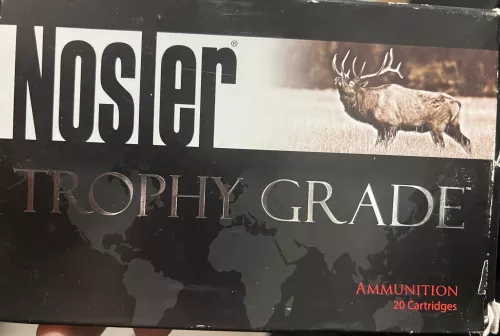 Nosler®
TROPHY GRADE
AMMUNITION
20 Cartridges